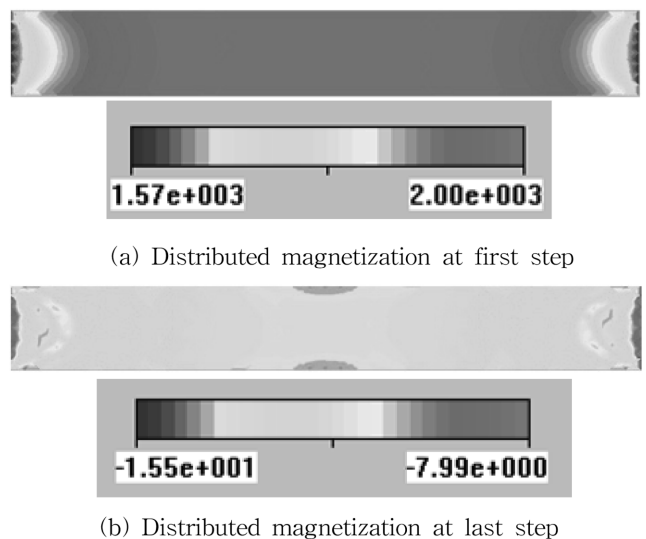 1.57e+003 2.00e+003
(a) Distributed magnetization at first step
-1.55e+001 -7.99e+000
(b) Distributed magnetization at last step